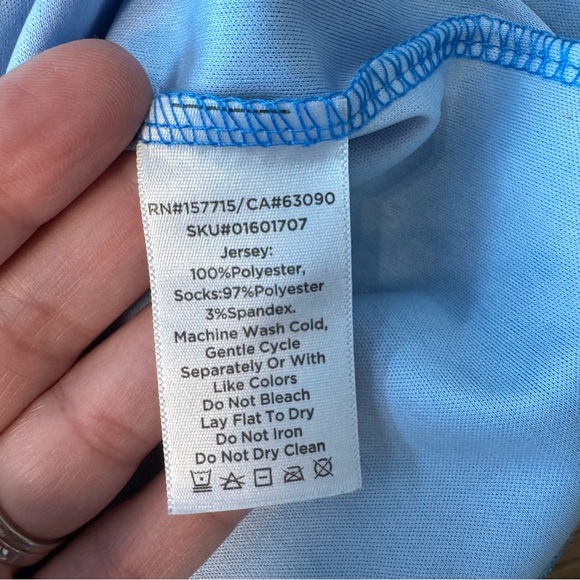 RN#157715/CA#63090
SKU#01601707
Jersey:
100%Polyester,
Socks:97%Polyester
3%Spandex.
Machine Wash Cold,
Gentle Cycle
Separately Or With
Like Colors
Do Not Bleach
Lay Flat To Dry
Do Not Iron
Do Not Dry Clean